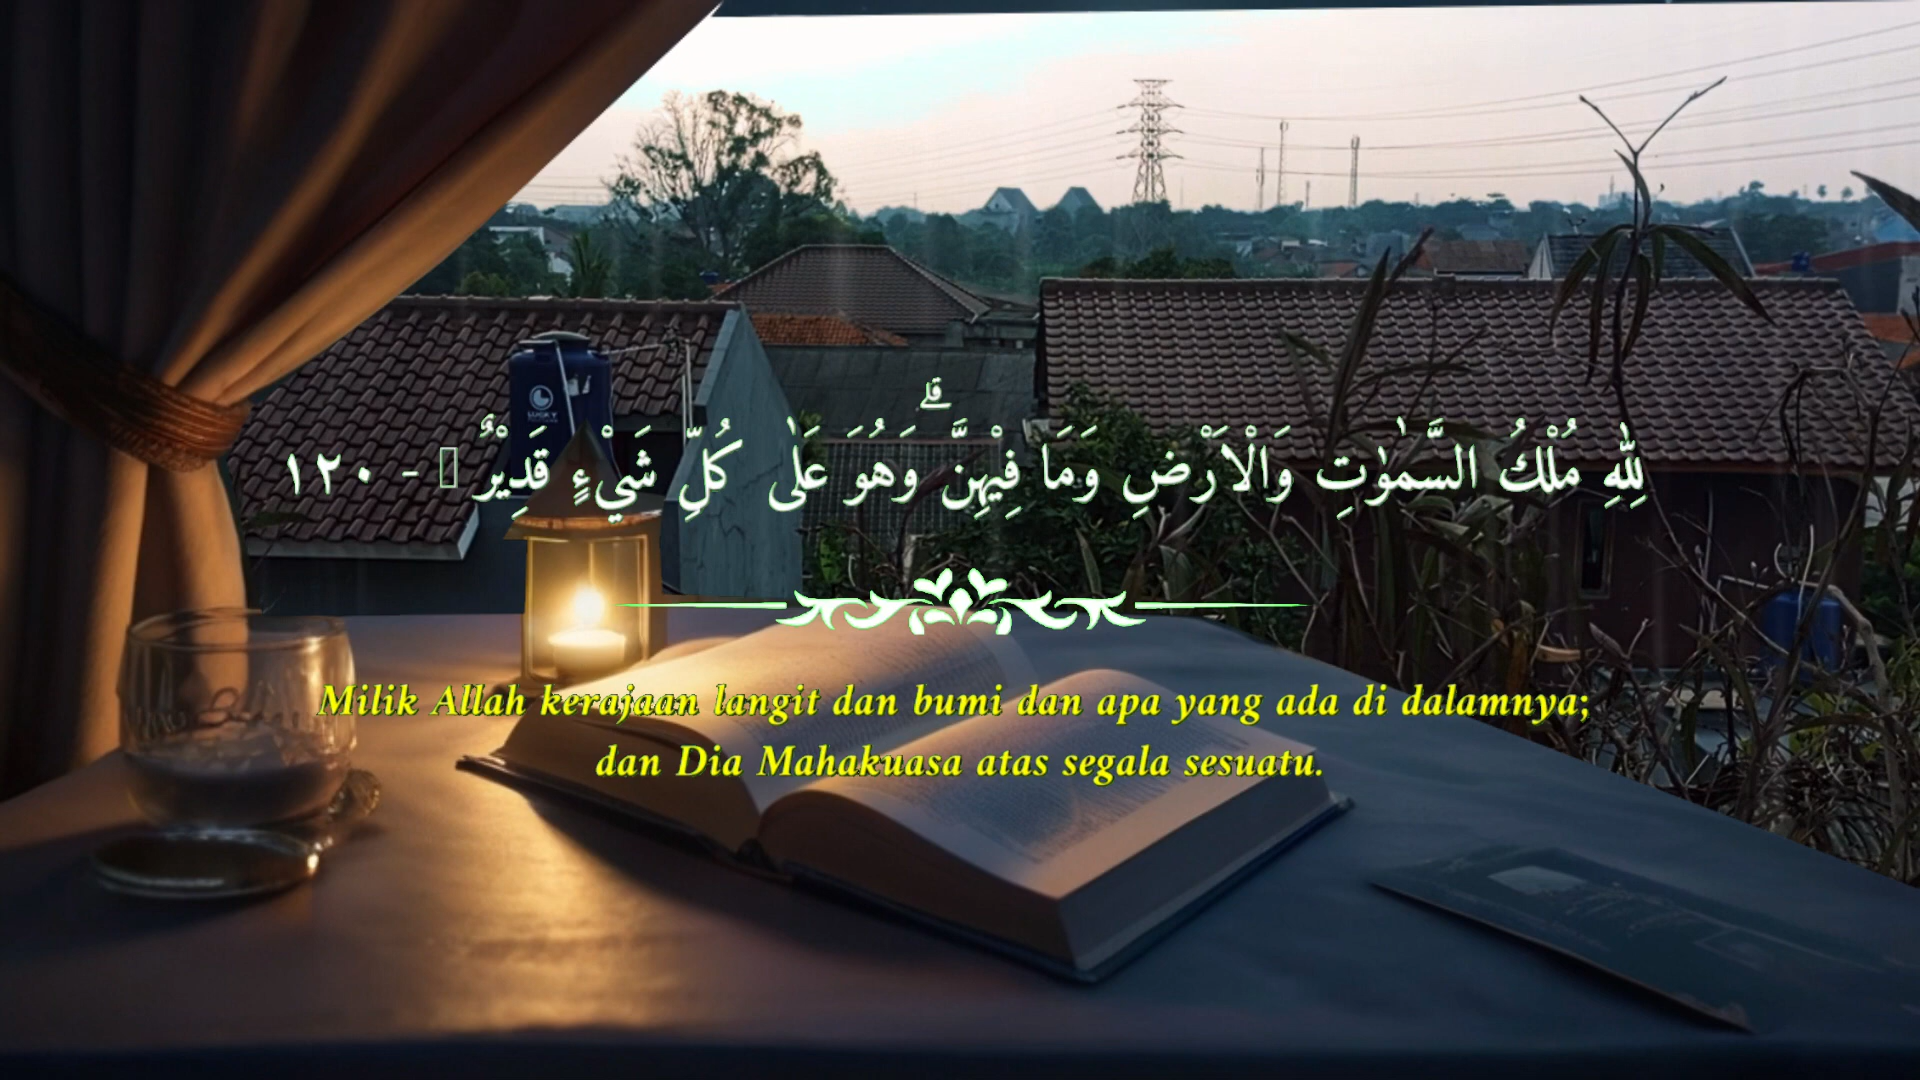 لِلّٰهِ مُلْكُ السَّمٰوٰتِ وَالْاَرْضِ وَمَا فِيْهِنَّ ۗوَهُوَ عَلٰى كُلِّ شَيْءٍ قَدِيْرٌ ࣖ - ١٢٠
Milik Allah kerajaan langit dan bumi dan apa yang ada di dalamnya;
dan Dia Mahakuasa atas segala sesuatu.
LUCKY